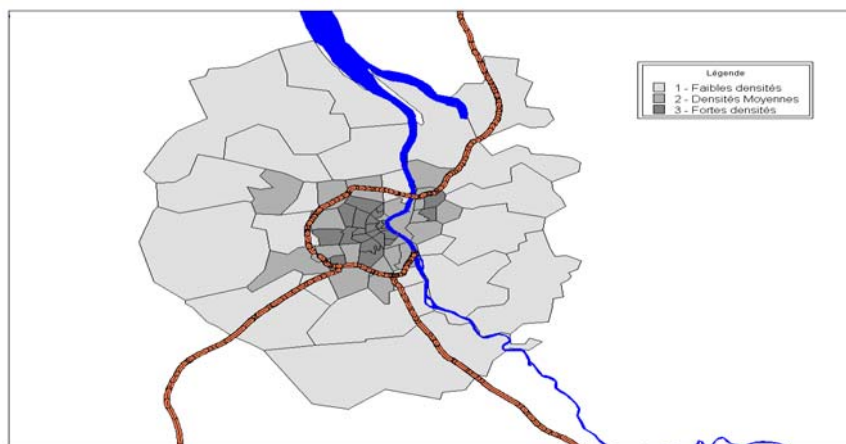 Légende
1 - Faibles densités
2 - Densités Moyennes
3 - Fortes densités